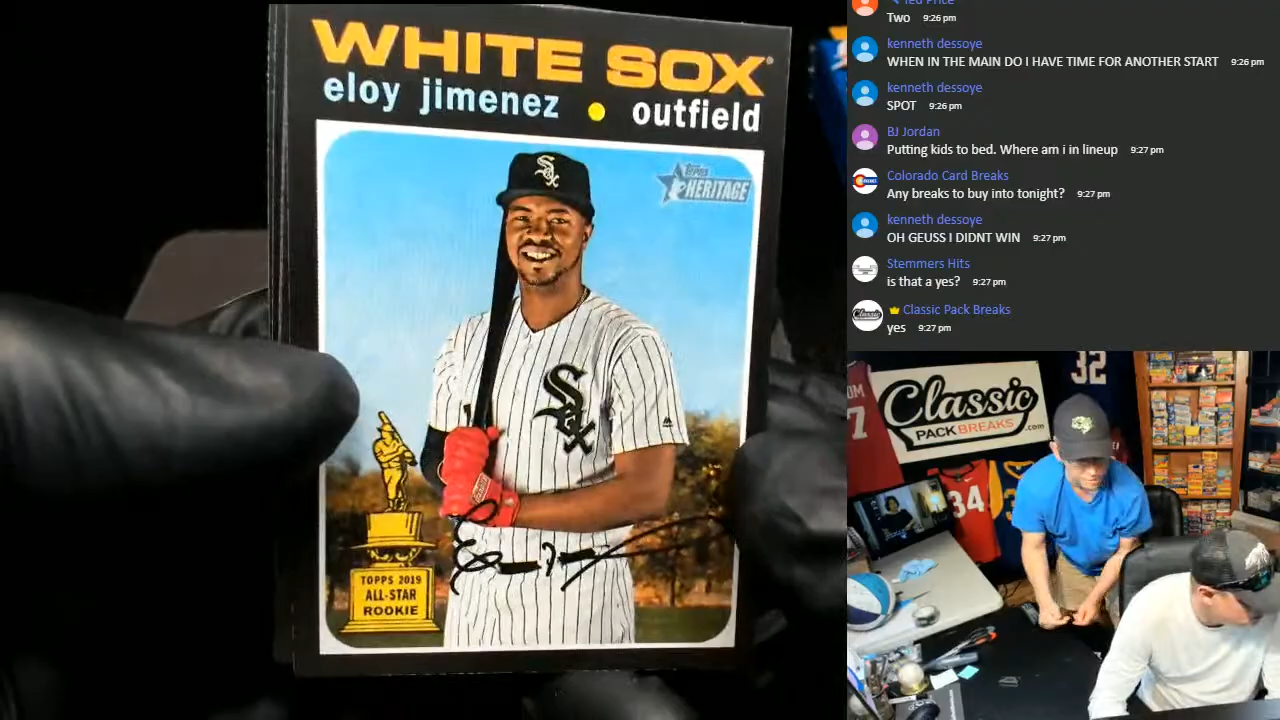 WHITE SOX®
eloy jimenez • outfield
Topps
HERITAGE
Sox
Sox
TOPPS 2019
ALL-STAR
ROOKIE
Two 9:26 pm
kenneth dessoye
WHEN IN THE MAIN DO I HAVE TIME FOR ANOTHER START 9:26 pm
kenneth dessoye
SPOT 9:26 pm
BJ Jordan
Putting kids to bed. Where am i in lineup 9:27 pm
Colorado Card Breaks
Any breaks to buy into tonight? 9:27 pm
kenneth dessoye
OH GEUSS I DIDNT WIN 9:27 pm
Stemmers Hits
is that a yes? 9:27 pm
Classic Pack Breaks
yes 9:27 pm
32
7
Classic
PACK BREAKS.com
34